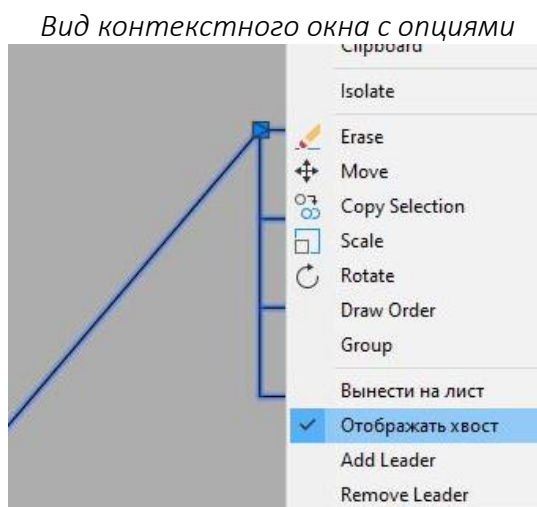 Вид контекстного окна с опциями
Clipboard
Isolate
Erase
Move
Copy Selection
Scale
Rotate
Draw Order
Group
Вынести на лист
Отображать хвост
Add Leader
Remove Leader